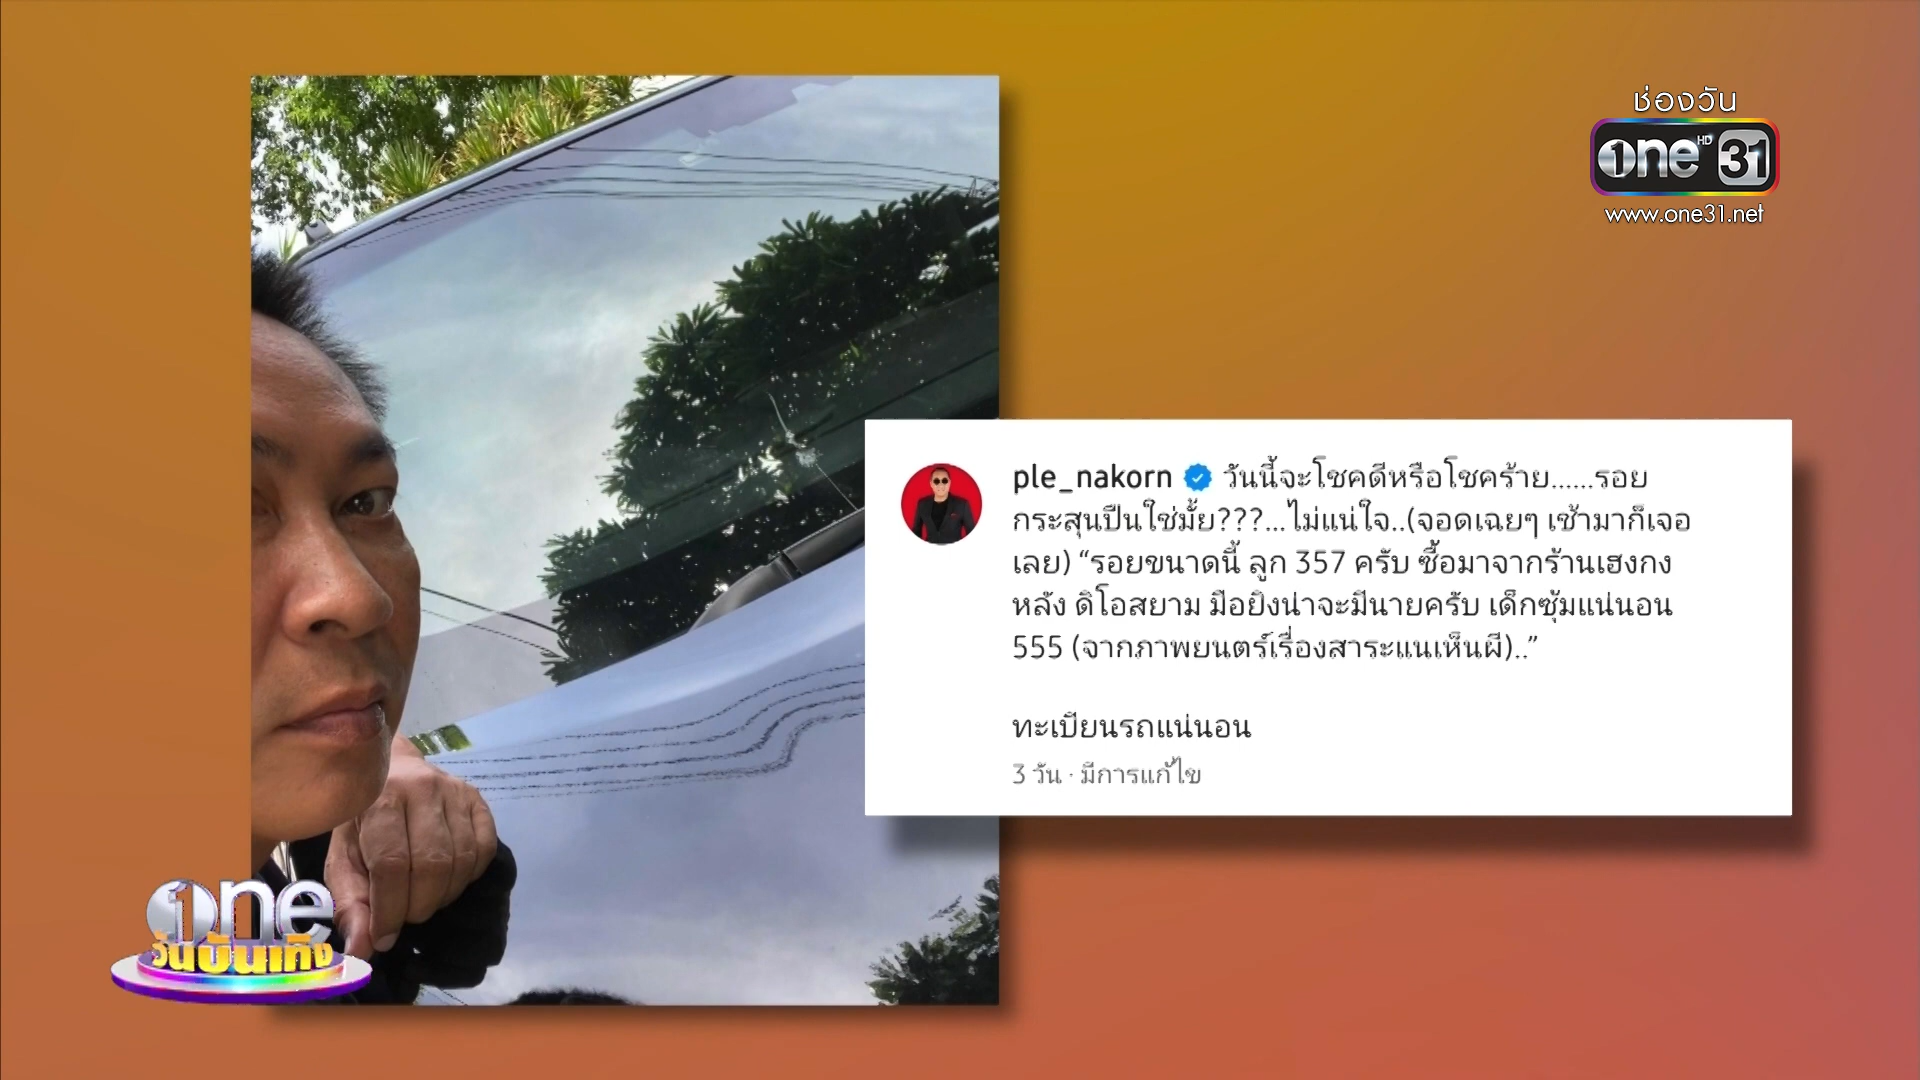 ช่องวัน
one HD 31
www.one31.net
ple_nakorn วันนี้จะโชคดีหรือโชคร้าย......รอย
กระสุนปืนใช่มั้ย???...ไม่แน่ใจ..(จอดเฉยๆ เช้ามาก็เจอ
เลย) “รอยขนาดนี้ ลูก 357 ครับ ซื้อมาจากร้านเฮงกง
หลัง ดิโอสยาม มือยิงน่าจะมีนายครับ เด็กซุ้มแน่นอน
555 (จากภาพยนตร์เรื่องสาระแนเห็นผี)..”
ทะเบียนรถแน่นอน
3 วัน · มีการแก้ไข
one
วันบันเทิง